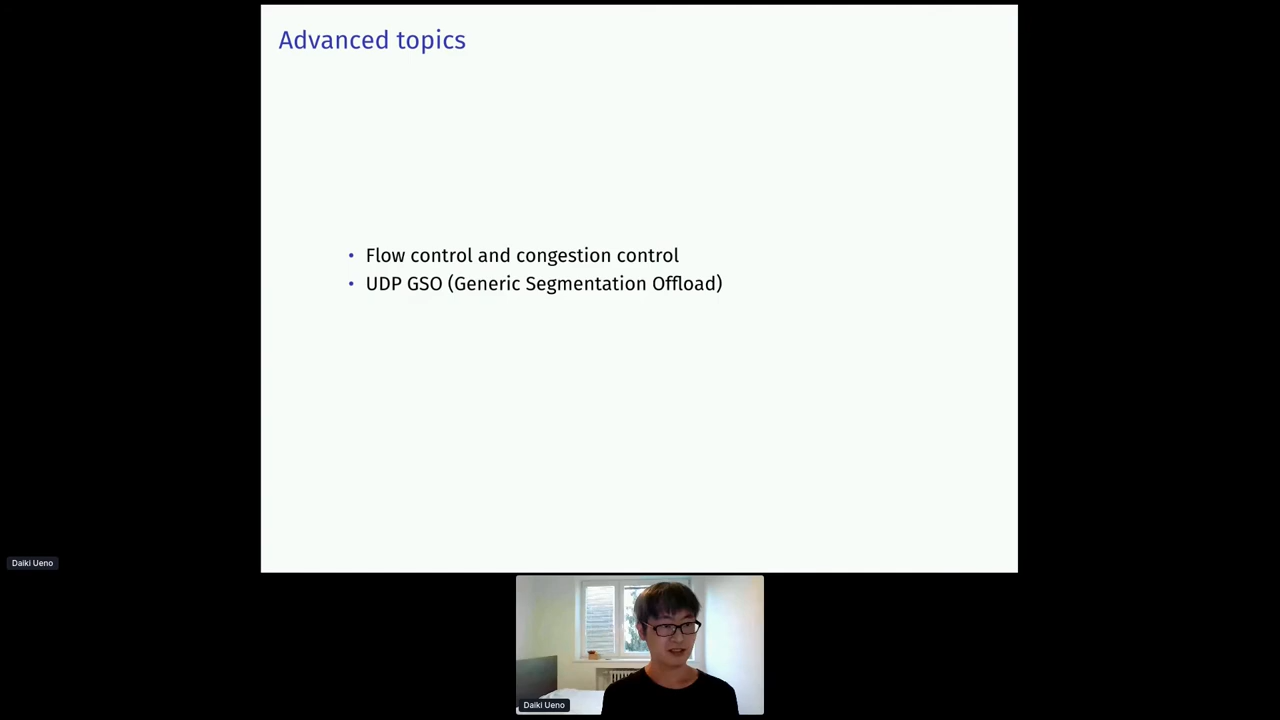 Advanced topics
• Flow control and congestion control
• UDP GSO (Generic Segmentation Offload)
Daiki Ueno
Daiki Ueno